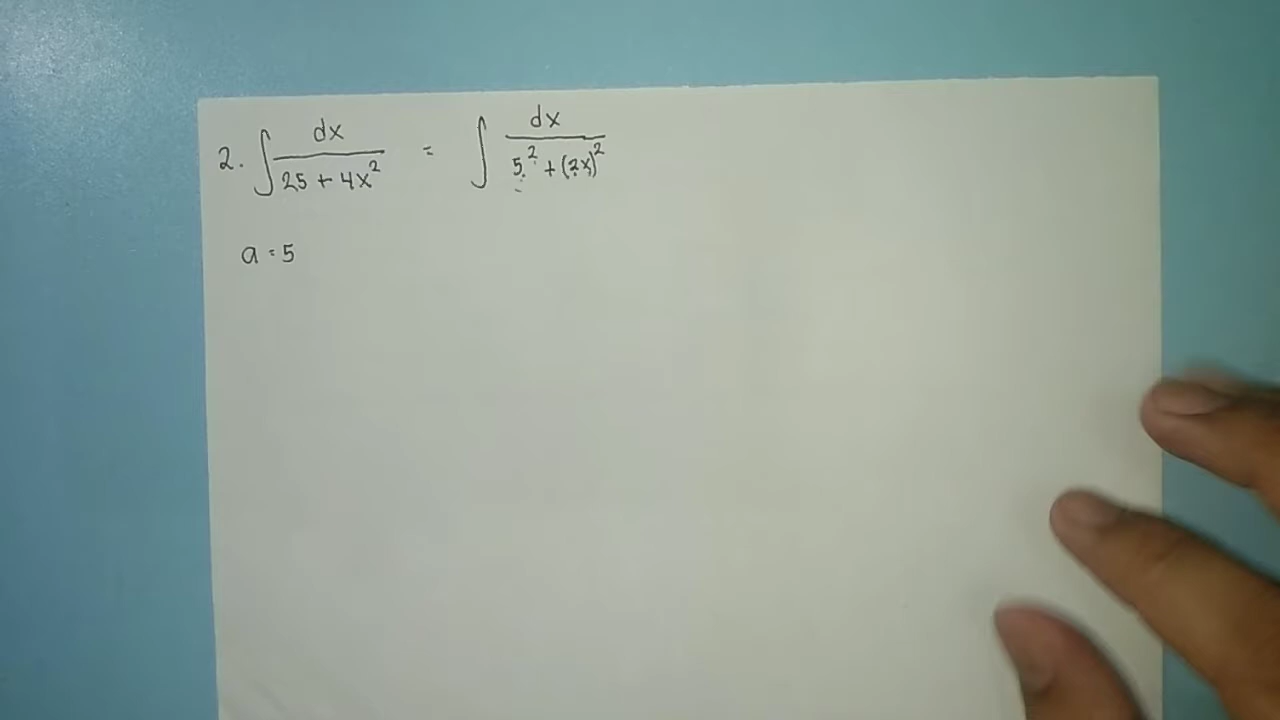 2. ∫ dx / (25 + 4x²) = ∫ dx / (5² + (2x)²)
a = 5